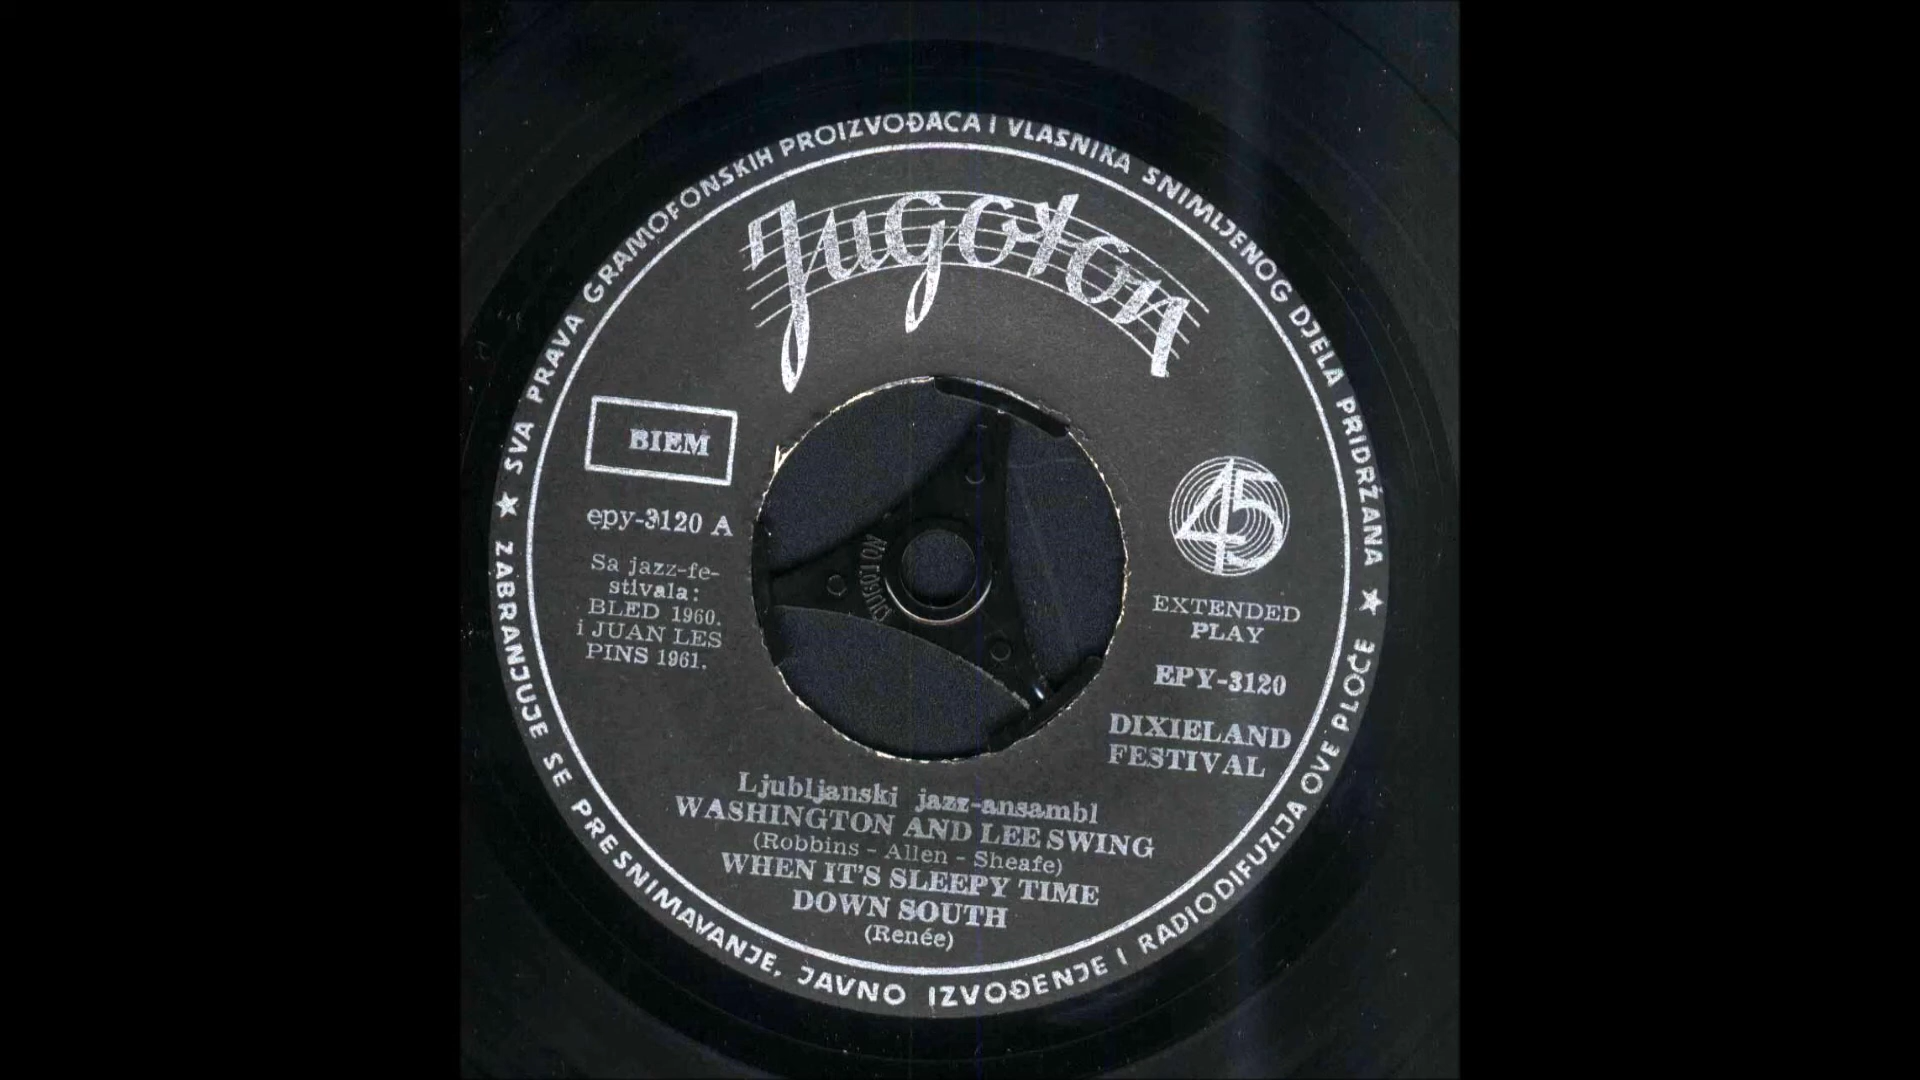 SVA PRAVA GRAMOFONSKIH PROIZVOĐAČA I VLASNIKA SNIMLJENOG DJELA PRIDRŽANA ★
ZABRANJUJE SE PRESNIMAVANJE, JAVNO IZVOĐENJE I RADIODIFUZIJA OVE PLOČE ★
Jugoton
BIEM
epy-3120 A
Sa jazz-fe-
stivala:
BLED 1960.
i JUAN LES
PINS 1961.
45
EXTENDED
PLAY
EPY-3120
DIXIELAND
FESTIVAL
Ljubljanski jazz-ansambl
WASHINGTON AND LEE SWING
(Robbins - Allen - Sheafe)
WHEN IT'S SLEEPY TIME
DOWN SOUTH
(Renée)